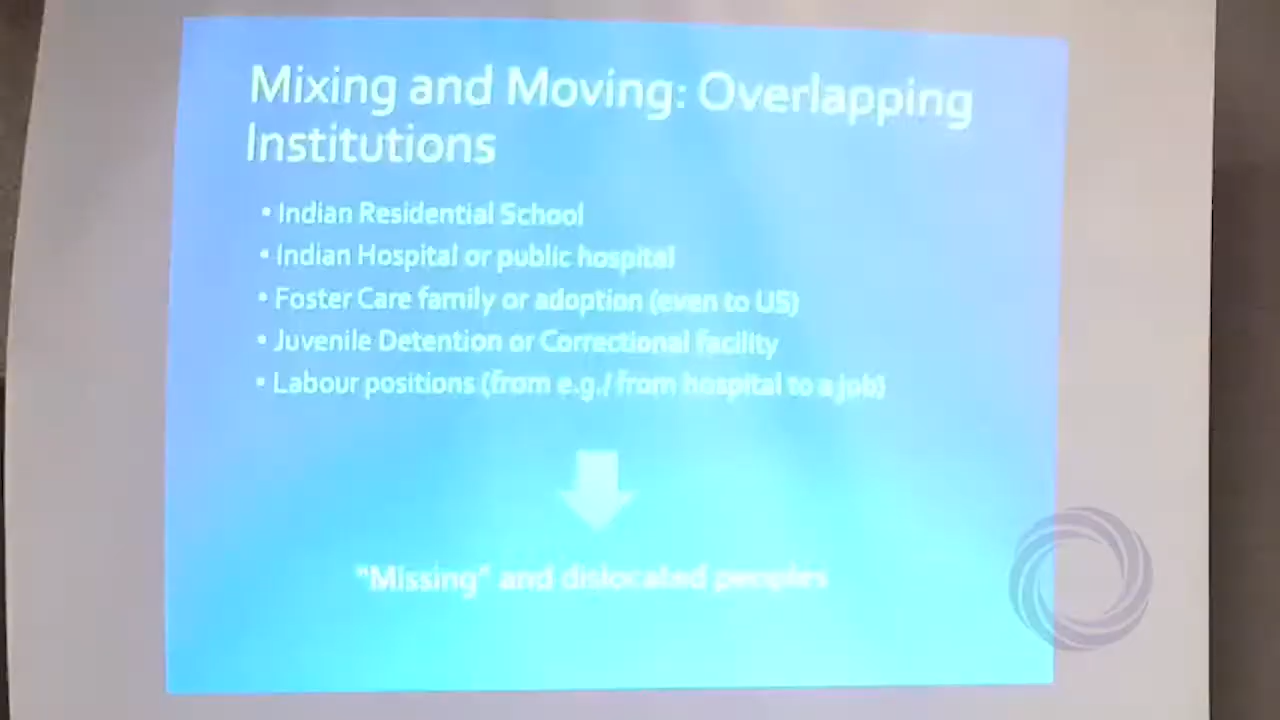 Mixing and Moving: Overlapping
Institutions
• Indian Residential School
• Indian Hospital or public hospital
• Foster Care family or adoption (even to US)
• Juvenile Detention or Correctional facility
• Labour positions (from e.g./ from hospital to a job)
"Missing" and dislocated peoples